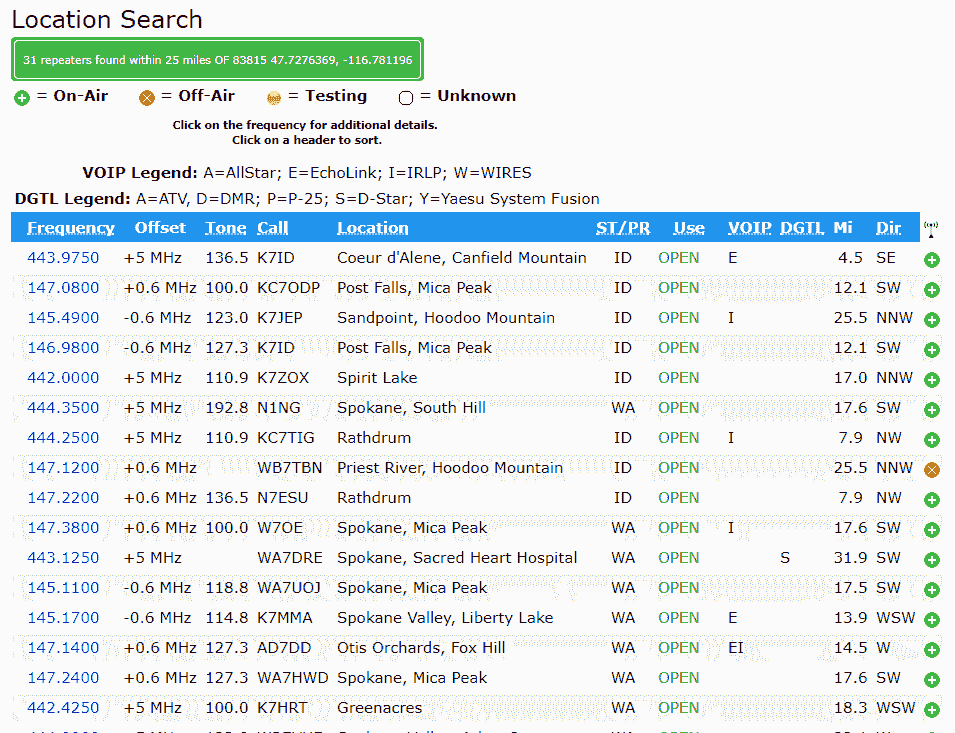 Location Search
31 repeaters found within 25 miles OF 83815 47.7276369, -116.781196
= On-Air = Off-Air = Testing = Unknown
Click on the frequency for additional details.
Click on a header to sort.
VOIP Legend: A=AllStar; E=EchoLink; I=IRLP; W=WIRES
DGTL Legend: A=ATV, D=DMR; P=P-25; S=D-Star; Y=Yaesu System Fusion
Frequency Offset Tone Call Location ST/PR Use VOIP DGTL Mi Dir
443.9750 +5 MHz 136.5 K7ID Coeur d'Alene, Canfield Mountain ID OPEN E 4.5 SE
147.0800 +0.6 MHz 100.0 KC7ODP Post Falls, Mica Peak ID OPEN 12.1 SW
145.4900 -0.6 MHz 123.0 K7JEP Sandpoint, Hoodoo Mountain ID OPEN I 25.5 NNW
146.9800 -0.6 MHz 127.3 K7ID Post Falls, Mica Peak ID OPEN 12.1 SW
442.0000 +5 MHz 110.9 K7ZOX Spirit Lake ID OPEN 17.0 NNW
444.3500 +5 MHz 192.8 N1NG Spokane, South Hill WA OPEN 17.6 SW
444.2500 +5 MHz 110.9 KC7TIG Rathdrum ID OPEN I 7.9 NW
147.1200 +0.6 MHz WB7TBN Priest River, Hoodoo Mountain ID OPEN 25.5 NNW
147.2200 +0.6 MHz 136.5 N7ESU Rathdrum ID OPEN 7.9 NW
147.3800 +0.6 MHz 100.0 W7OE Spokane, Mica Peak WA OPEN I 17.6 SW
443.1250 +5 MHz WA7DRE Spokane, Sacred Heart Hospital WA OPEN S 31.9 SW
145.1100 -0.6 MHz 118.8 WA7UOJ Spokane, Mica Peak WA OPEN 17.5 SW
145.1700 -0.6 MHz 114.8 K7MMA Spokane Valley, Liberty Lake WA OPEN E 13.9 WSW
147.1400 +0.6 MHz 127.3 AD7DD Otis Orchards, Fox Hill WA OPEN EI 14.5 W
147.2400 +0.6 MHz 127.3 WA7HWD Spokane, Mica Peak WA OPEN 17.6 SW
442.4250 +5 MHz 100.0 K7HRT Greenacres WA OPEN 18.3 WSW